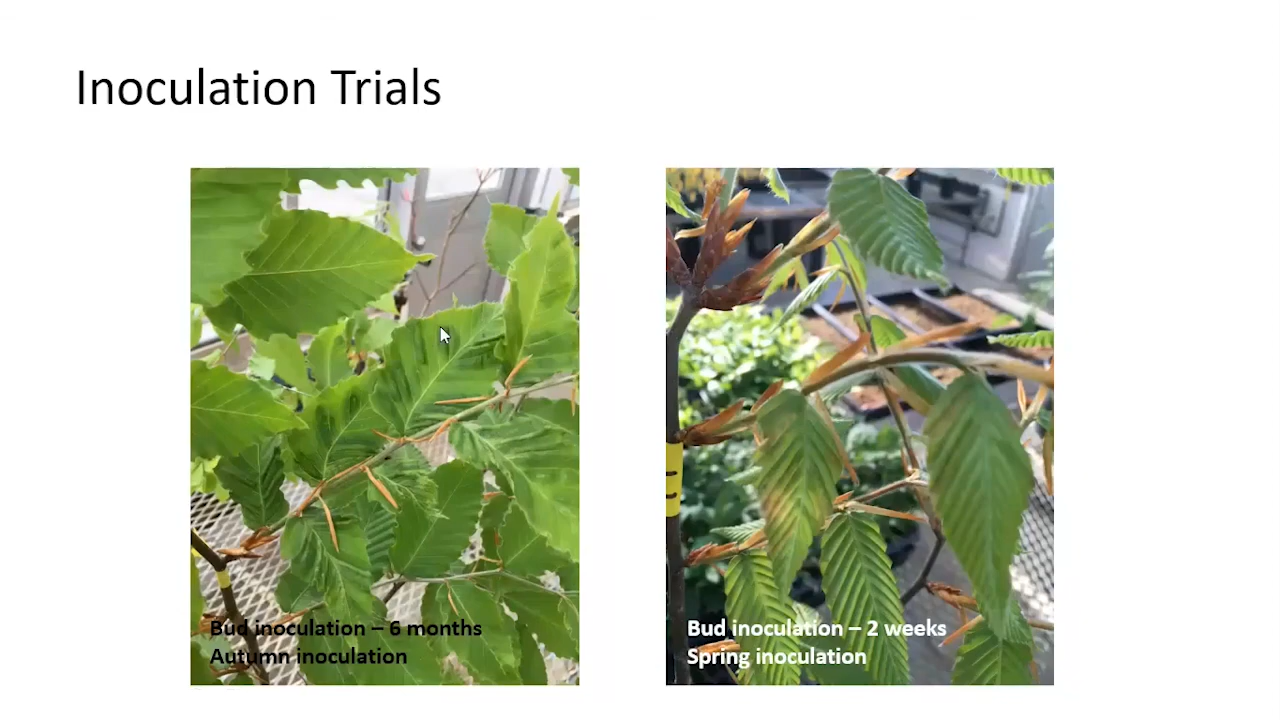 Inoculation Trials
Bud inoculation – 6 months
Autumn inoculation
Bud inoculation – 2 weeks
Spring inoculation